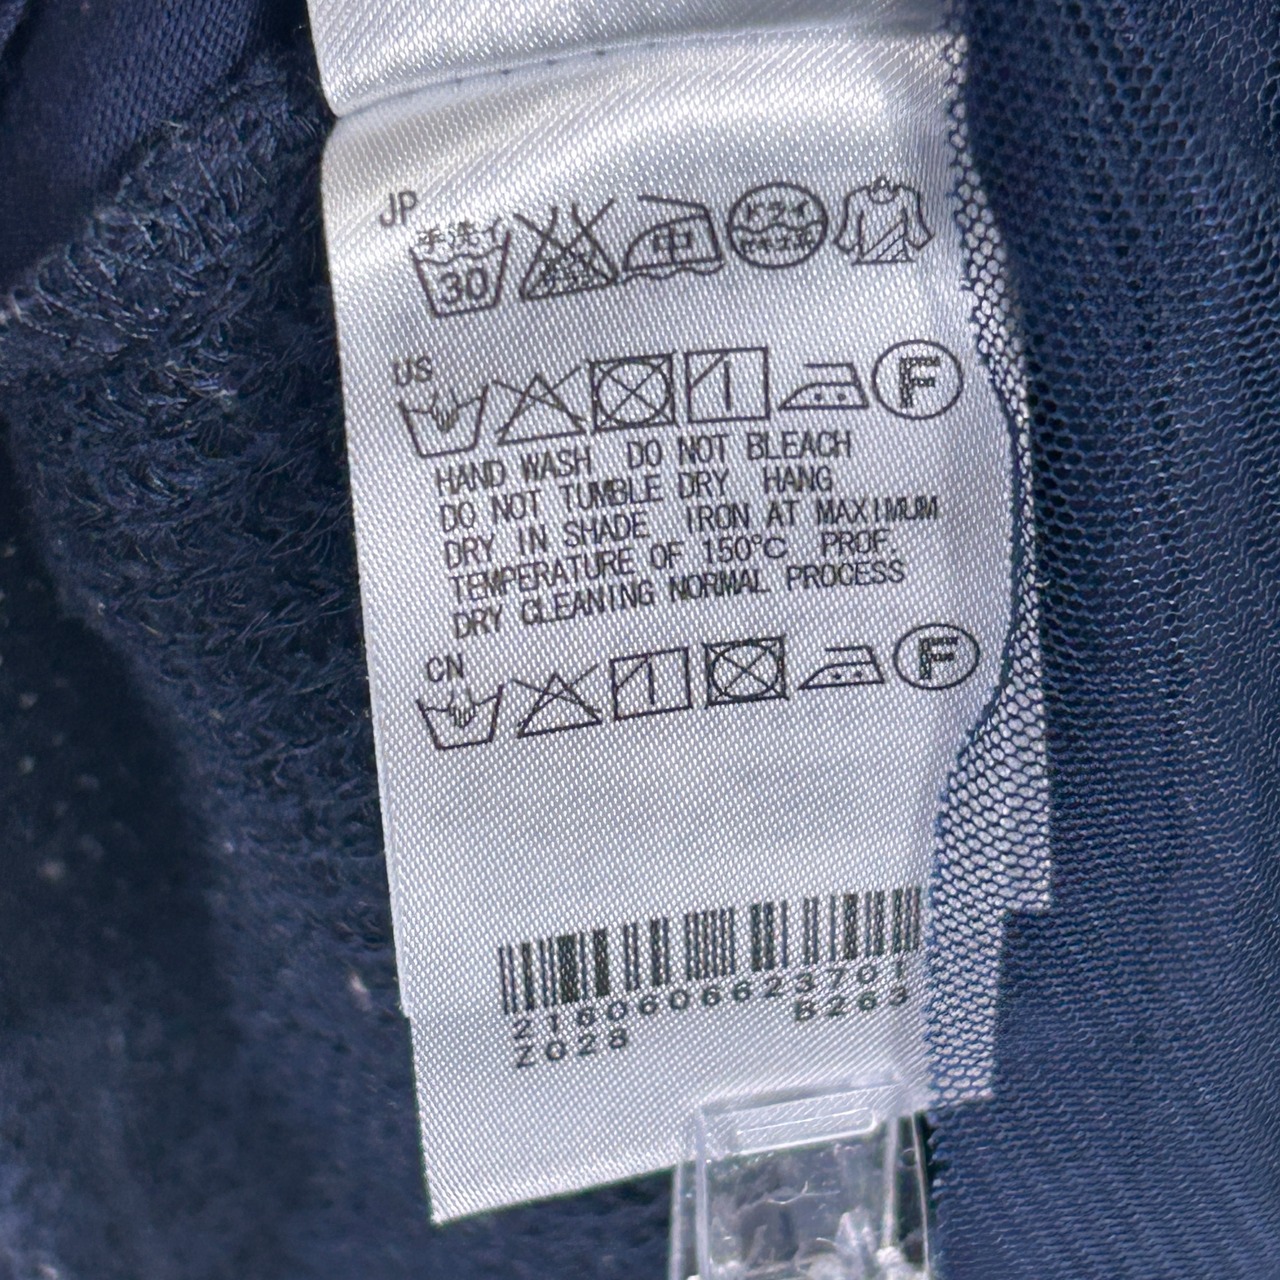 JP
手洗イ
30
中
ドライ
セキユ系
US
F
HAND WASH DO NOT BLEACH
DO NOT TUMBLE DRY HANG
DRY IN SHADE IRON AT MAXIMUM
TEMPERATURE OF 150°C PROF.
DRY CLEANING NORMAL PROCESS
CN
F
2160606623701
B263
Z028